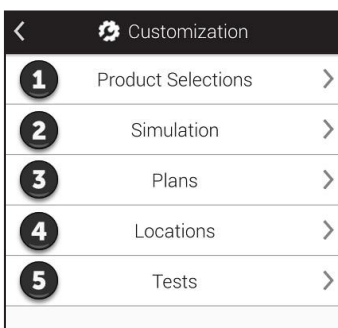 Customization
1 Product Selections
2 Simulation
3 Plans
4 Locations
5 Tests